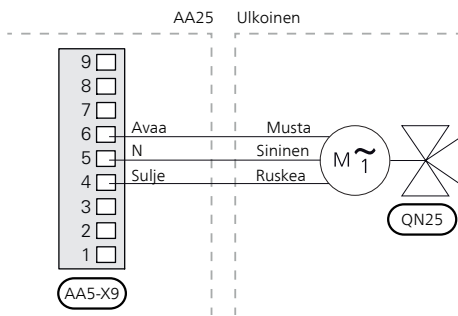 AA25 Ulkoinen
9
8
7
6 Avaa Musta
5 N Sininen
4 Sulje Ruskea
3
2
1
M ~ 1
QN25
AA5-X9